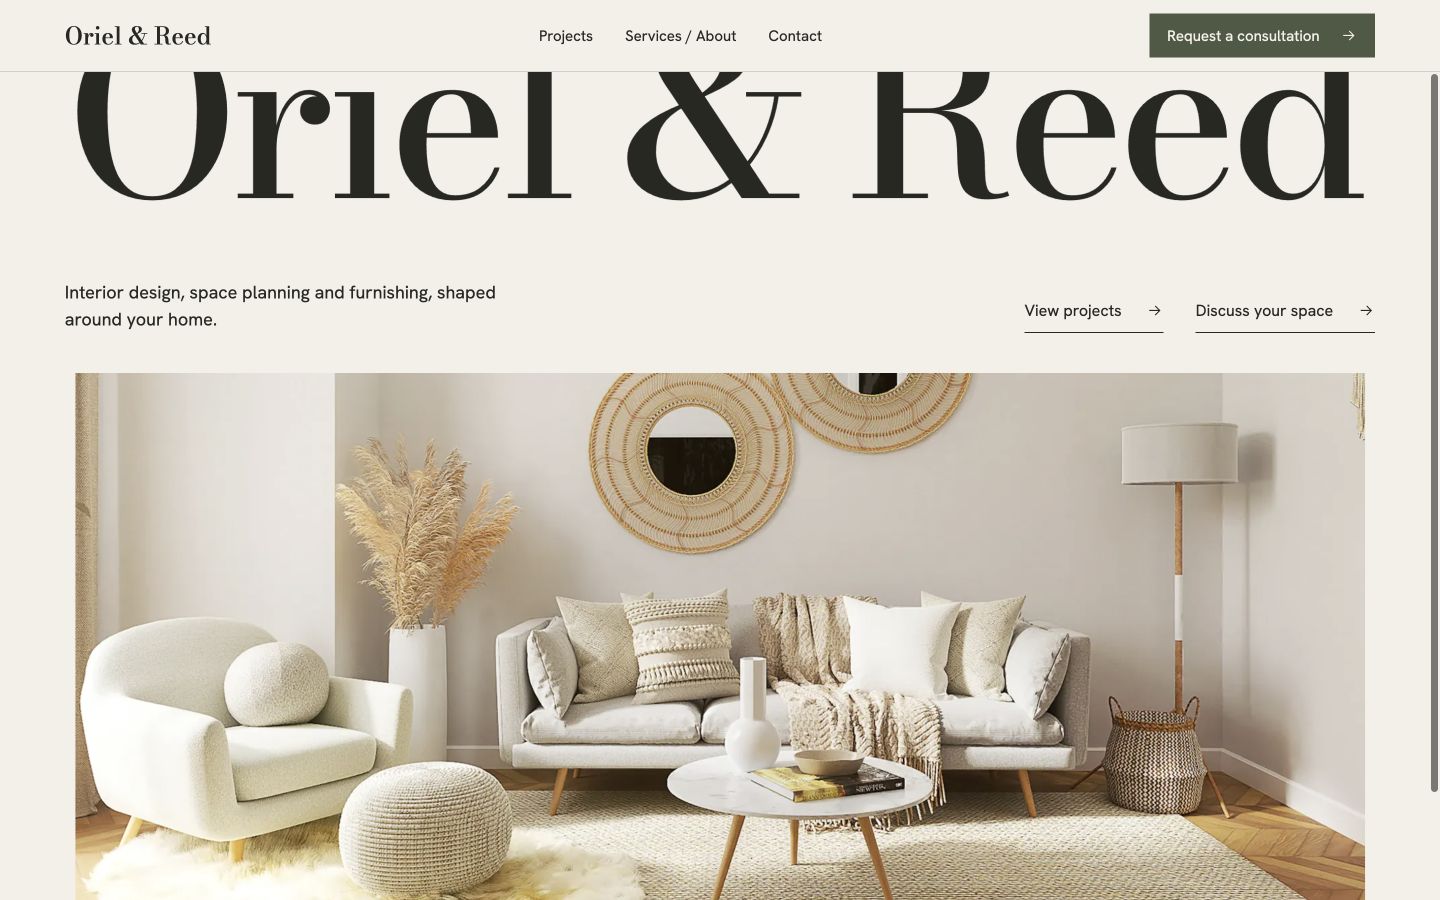 Oriel & Reed
Projects
Services / About
Contact
Request a consultation →
Oriel & Reed
Interior design, space planning and furnishing, shaped
around your home.
View projects →
Discuss your space →